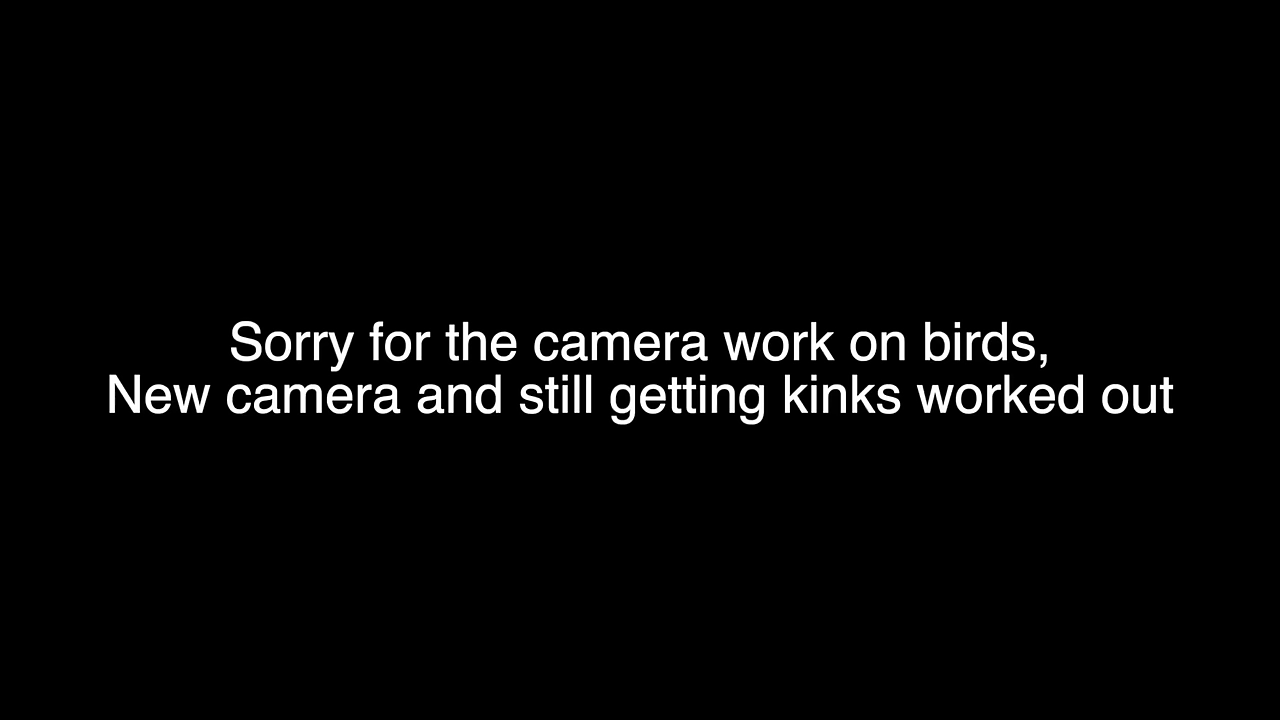 Sorry for the camera work on birds,
New camera and still getting kinks worked out